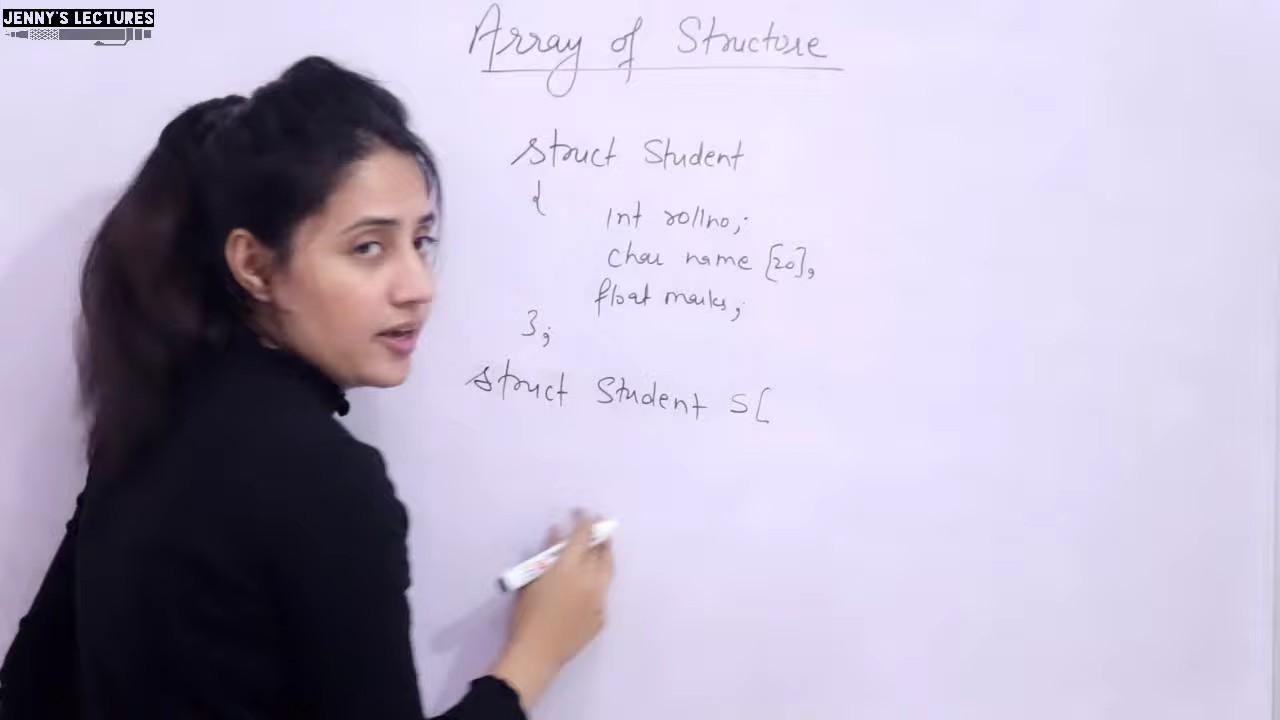 JENNY'S LECTURES
Array of Structure
struct Student
{
int rollno;
char name [20],
float marks;
};
struct Student S[